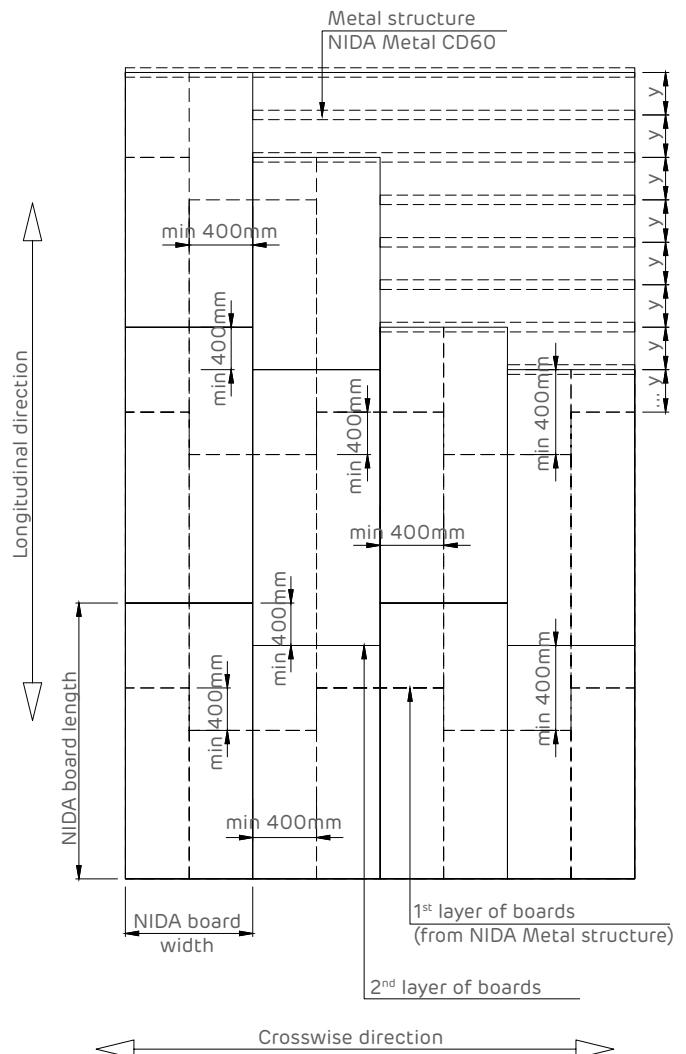 Metal structure
NIDA Metal CD60
y
y
y
y
y
y
y
... y
min 400mm
min 400mm
min 400mm
min 400mm
Longitudinal direction
min 400mm
min 400mm
min 400mm
min 400mm
NIDA board length
min 400mm
NIDA board
width
1st layer of boards
(from NIDA Metal structure)
2nd layer of boards
Crosswise direction